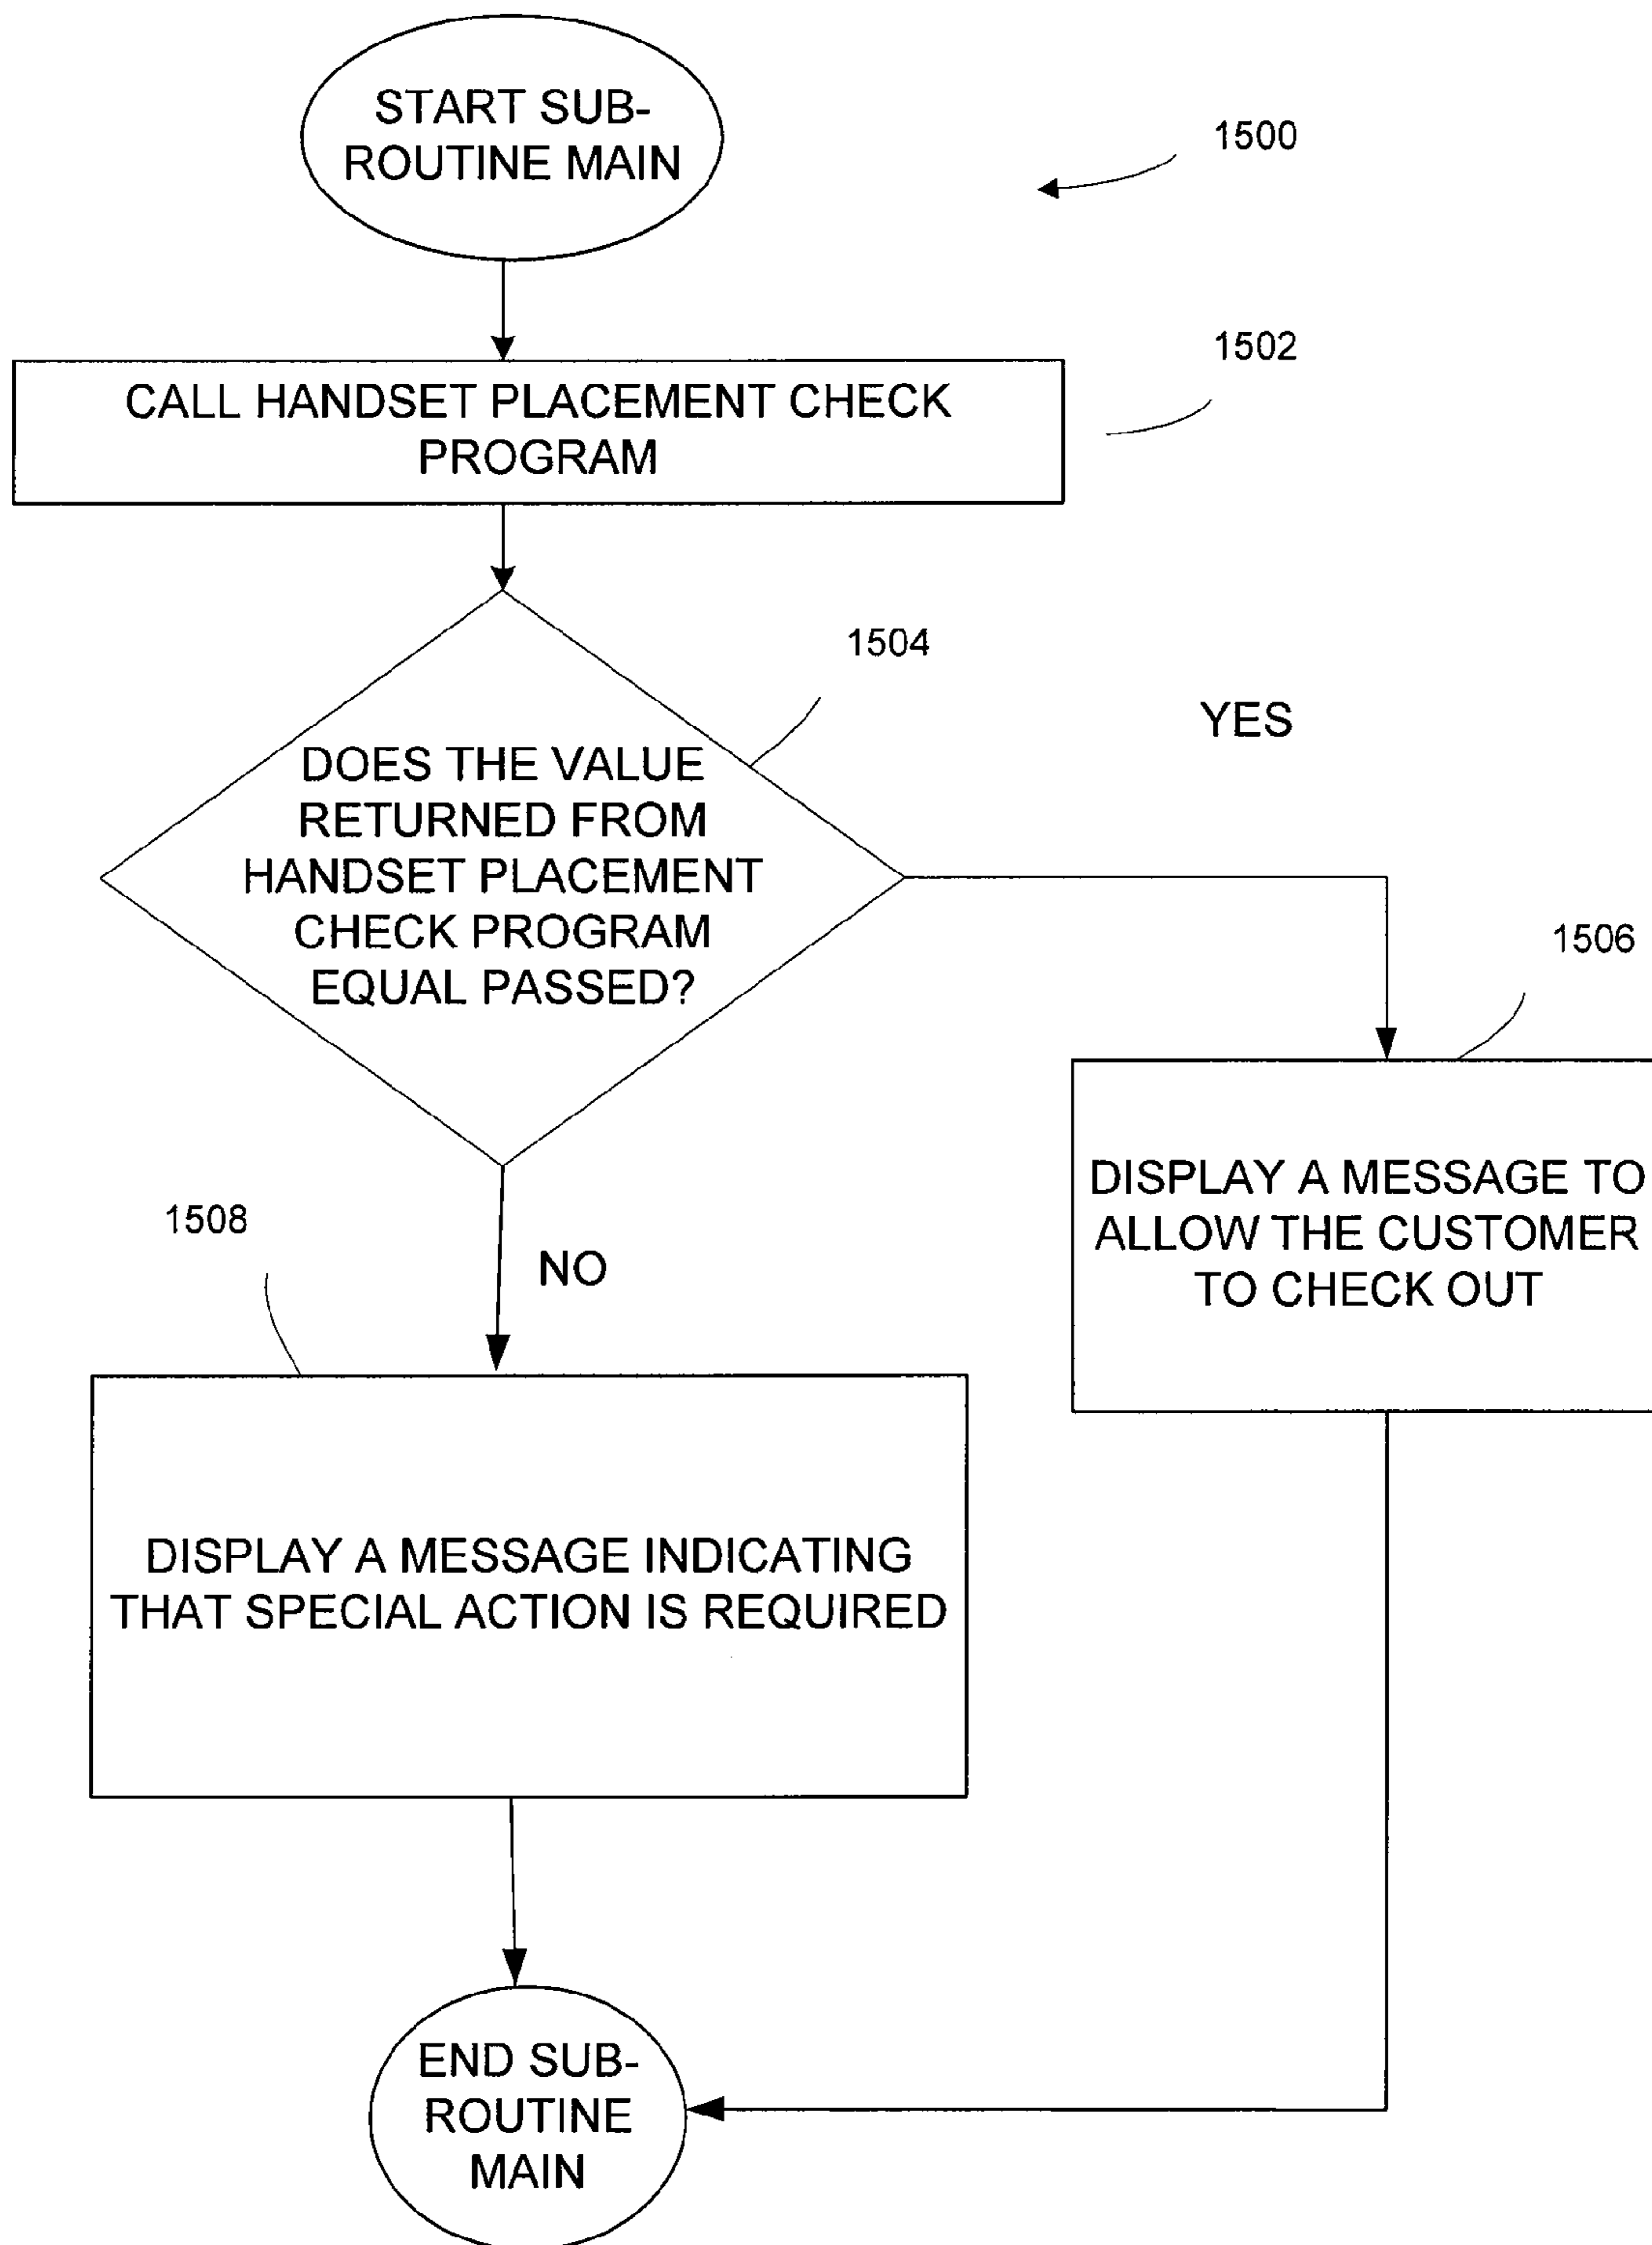 START SUB-
ROUTINE MAIN
1500
1502
CALL HANDSET PLACEMENT CHECK
PROGRAM
1504
YES
DOES THE VALUE
RETURNED FROM
HANDSET PLACEMENT
CHECK PROGRAM
EQUAL PASSED?
1506
DISPLAY A MESSAGE TO
ALLOW THE CUSTOMER
TO CHECK OUT
1508
NO
DISPLAY A MESSAGE INDICATING
THAT SPECIAL ACTION IS REQUIRED
END SUB-
ROUTINE
MAIN